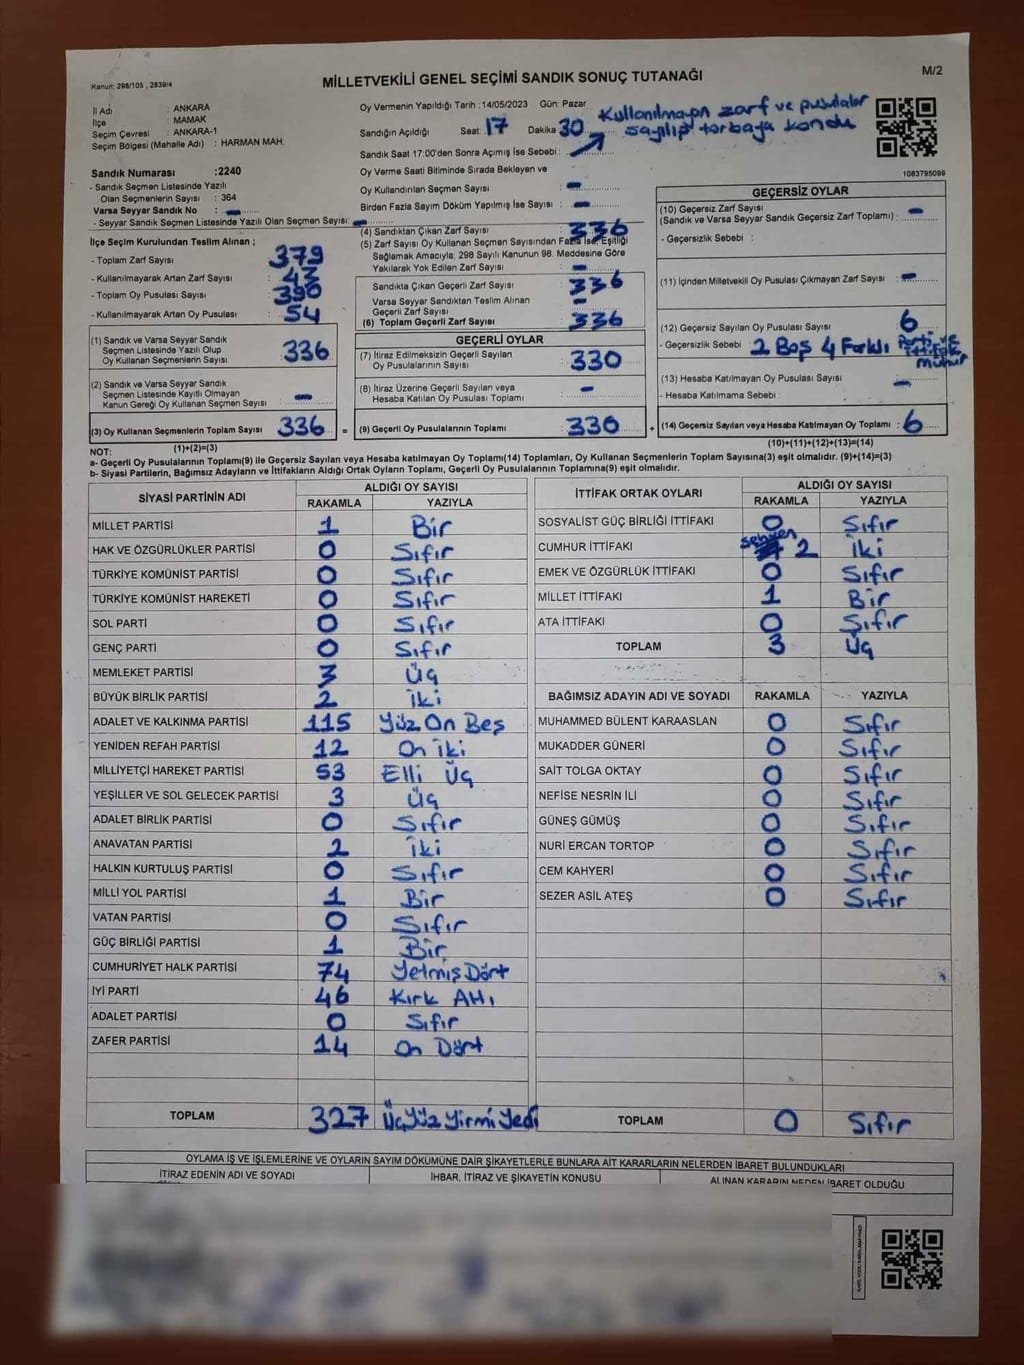 Kanun: 298/105 , 2839/4
MİLLETVEKİLİ GENEL SEÇİMİ SANDIK SONUÇ TUTANAĞI
M/2
İl Adı : ANKARA
İlçe : MAMAK
Seçim Çevresi : ANKARA-1
Seçim Bölgesi (Mahalle Adı) : HARMAN MAH.
Sandık Numarası :2240
- Sandık Seçmen Listesinde Yazılı
Olan Seçmenlerin Sayısı : 364
Varsa Seyyar Sandık No : -
- Seyyar Sandık Seçmen Listesinde Yazılı Olan Seçmen Sayısı: -
Oy Vermenin Yapıldığı Tarih : 14/05/2023 Gün: Pazar
Sandığın Açıldığı Saat 17 Dakika 30
Kullanılmayan zarf ve pusulalar
sayılıp torbaya kondu
Sandık Saat 17:00'den Sonra Açmış İse Sebebi :
Oy Verme Saati Bitiminde Sırada Bekleyen ve
Oy Kullandırılan Seçmen Sayısı : -
Birden Fazla Sayım Döküm Yapılmış İse Sayısı : -
1083795099
İlçe Seçim Kurulundan Teslim Alınan ;
- Toplam Zarf Sayısı : 379
- Kullanılmayarak Artan Zarf Sayısı : 43
- Toplam Oy Pusulası Sayısı : 390
- Kullanılmayarak Artan Oy Pusulası : 54
(1) Sandık ve Varsa Seyyar Sandık
Seçmen Listesinde Yazılı Olup
Oy Kullanan Seçmenlerin Sayısı : 336
(2) Sandık ve Varsa Seyyar Sandık
Seçmen Listesinde Kayıtlı Olmayan
Kanun Gereği Oy Kullanan Seçmen Sayısı : -
(3) Oy Kullanan Seçmenlerin Toplam Sayısı : 336 =
(1)+(2)=(3)
(4) Sandıktan Çıkan Zarf Sayısı : 336
(5) Zarf Sayısı Oy Kullanan Seçmen Sayısından Fazla İse, Eşitliği
Sağlamak Amacıyla, 298 Sayılı Kanunun 98. Maddesine Göre
Yakılarak Yok Edilen Zarf Sayısı : -
Sandıkta Çıkan Geçerli Zarf Sayısı : 336
Varsa Seyyar Sandıktan Teslim Alınan
Geçerli Zarf Sayısı : -
(6) Toplam Geçerli Zarf Sayısı : 336
GEÇERLİ OYLAR
(7) İtiraz Edilmeksizin Geçerli Sayılan
Oy Pusulalarının Sayısı : 330
(8) İtiraz Üzerine Geçerli Sayılan veya
Hesaba Katılan Oy Pusulası Toplamı : -
(9) Geçerli Oy Pusulalarının Toplamı : 330 +
GEÇERSİZ OYLAR
(10) Geçersiz Zarf Sayısı
(Sandık ve Varsa Seyyar Sandık Geçersiz Zarf Toplamı) : -
- Geçersizlik Sebebi :
(11) İçinden Milletvekili Oy Pusulası Çıkmayan Zarf Sayısı : -
(12) Geçersiz Sayılan Oy Pusulası Sayısı : 6
- Geçersizlik Sebebi : 2 Boş 4 Farklı Parti ve İttifak mühür
(13) Hesaba Katılmayan Oy Pusulası Sayısı : -
- Hesaba Katılmama Sebebi :
(14) Geçersiz Sayılan veya Hesaba Katılmayan Oy Toplamı : 6
(10)+(11)+(12)+(13)=(14)
NOT:
a- Geçerli Oy Pusulalarının Toplamı(9) ile Geçersiz Sayılan veya Hesaba katılmayan Oy Toplamı(14) Toplamları, Oy Kullanan Seçmenlerin Toplam Sayısına(3) eşit olmalıdır. (9)+(14)=(3)
b- Siyasi Partilerin, Bağımsız Adayların ve İttifakların Aldığı Ortak Oyların Toplamı, Geçerli Oy Pusulalarının Toplamına(9) eşit olmalıdır.
SİYASİ PARTİNİN ADI ALDIĞI OY SAYISI
RAKAMLA YAZIYLA
MİLLET PARTİSİ 1 Bir
HAK VE ÖZGÜRLÜKLER PARTİSİ 0 Sıfır
TÜRKİYE KOMÜNİST PARTİSİ 0 Sıfır
TÜRKİYE KOMÜNİST HAREKETİ 0 Sıfır
SOL PARTİ 0 Sıfır
GENÇ PARTİ 0 Sıfır
MEMLEKET PARTİSİ 3 Üç
BÜYÜK BİRLİK PARTİSİ 2 İki
ADALET VE KALKINMA PARTİSİ 115 Yüz On Beş
YENİDEN REFAH PARTİSİ 12 On iki
MİLLİYETÇİ HAREKET PARTİSİ 53 Elli Üç
YEŞİLLER VE SOL GELECEK PARTİSİ 3 Üç
ADALET BİRLİK PARTİSİ 0 Sıfır
ANAVATAN PARTİSİ 2 İki
HALKIN KURTULUŞ PARTİSİ 0 Sıfır
MİLLİ YOL PARTİSİ 1 Bir
VATAN PARTİSİ 0 Sıfır
GÜÇ BİRLİĞİ PARTİSİ 1 Bir
CUMHURİYET HALK PARTİSİ 74 Yetmiş Dört
İYİ PARTİ 46 Kırk Altı
ADALET PARTİSİ 0 Sıfır
ZAFER PARTİSİ 14 On Dört
TOPLAM 327 Üçyüz Yirmi Yedi
İTTİFAK ORTAK OYLARI ALDIĞI OY SAYISI
RAKAMLA YAZIYLA
SOSYALİST GÜÇ BİRLİĞİ İTTİFAKI 0 Sıfır
CUMHUR İTTİFAKI sehven 2 İki
EMEK VE ÖZGÜRLÜK İTTİFAKI 0 Sıfır
MİLLET İTTİFAKI 1 Bir
ATA İTTİFAKI 0 Sıfır
TOPLAM 3 Üç
BAĞIMSIZ ADAYIN ADI VE SOYADI RAKAMLA YAZIYLA
MUHAMMED BÜLENT KARAASLAN 0 Sıfır
MUKADDER GÜNERİ 0 Sıfır
SAİT TOLGA OKTAY 0 Sıfır
NEFİSE NESRİN İLİ 0 Sıfır
GÜNEŞ GÜMÜŞ 0 Sıfır
NURİ ERCAN TORTOP 0 Sıfır
CEM KAHYERİ 0 Sıfır
SEZER ASİL ATEŞ 0 Sıfır
TOPLAM 0 Sıfır
OYLAMA İŞ VE İŞLEMLERİNE VE OYLARIN SAYIM DÖKÜMÜNE DAİR ŞİKAYETLERLE BUNLARA AİT KARARLARIN NELERDEN İBARET BULUNDUKLARI
İTİRAZ EDENİN ADI VE SOYADI İHBAR, İTİRAZ VE ŞİKAYETİN KONUSU ALINAN KARARIN NEDEN İBARET OLDUĞU